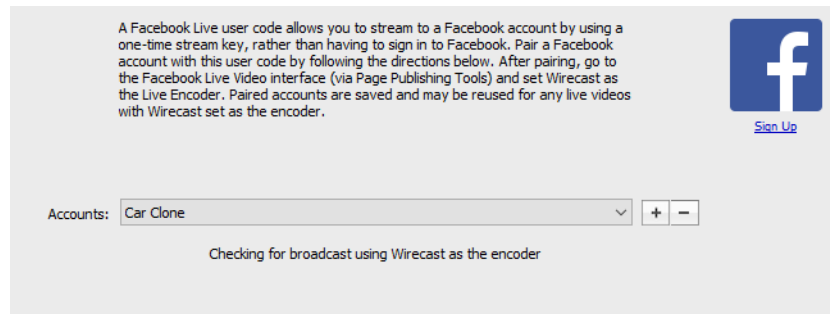 A Facebook Live user code allows you to stream to a Facebook account by using a
one-time stream key, rather than having to sign in to Facebook. Pair a Facebook
account with this user code by following the directions below. After pairing, go to
the Facebook Live Video interface (via Page Publishing Tools) and set Wirecast as
the Live Encoder. Paired accounts are saved and may be reused for any live videos
with Wirecast set as the encoder.
Sign Up
Accounts: Car Clone + −
Checking for broadcast using Wirecast as the encoder